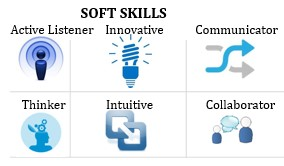 SOFT SKILLS
Active Listener Innovative Communicator
Thinker Intuitive Collaborator